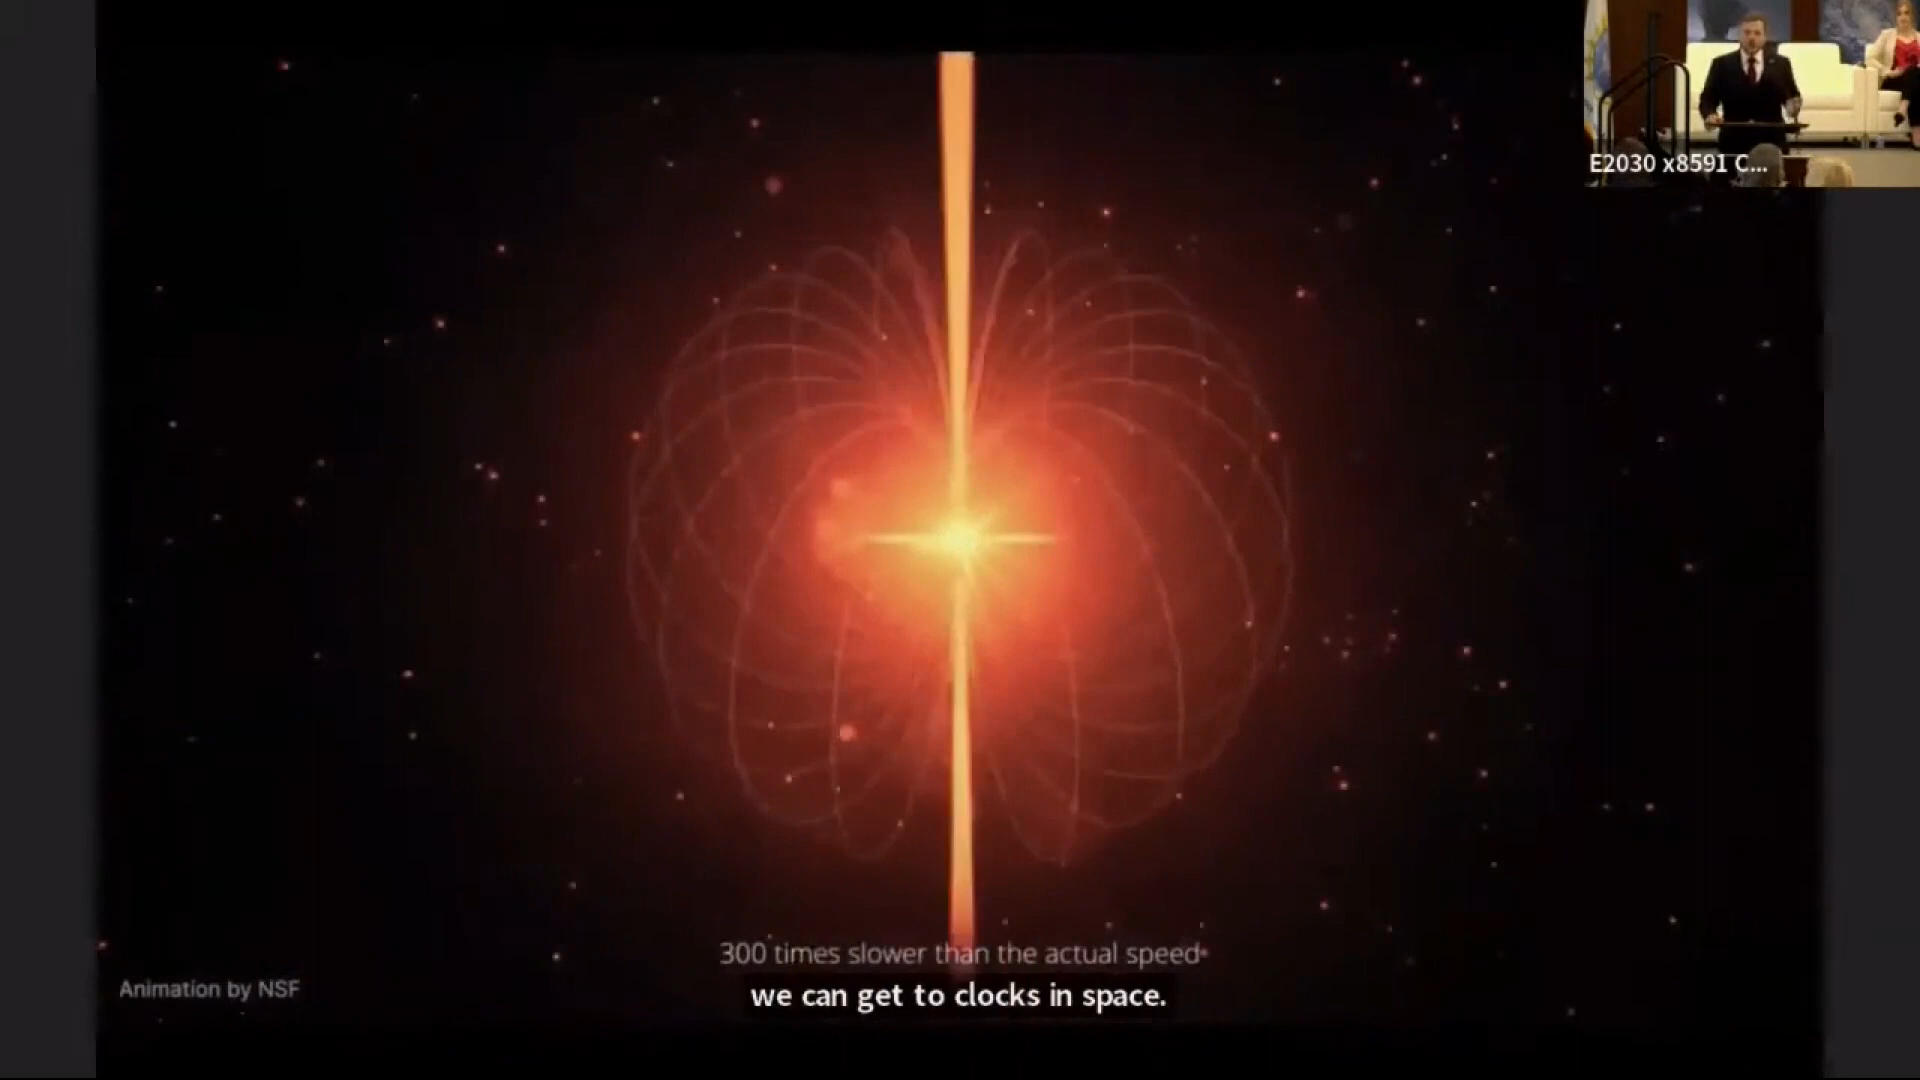 E2030 x8591 C...
300 times slower than the actual speed
Animation by NSF
we can get to clocks in space.